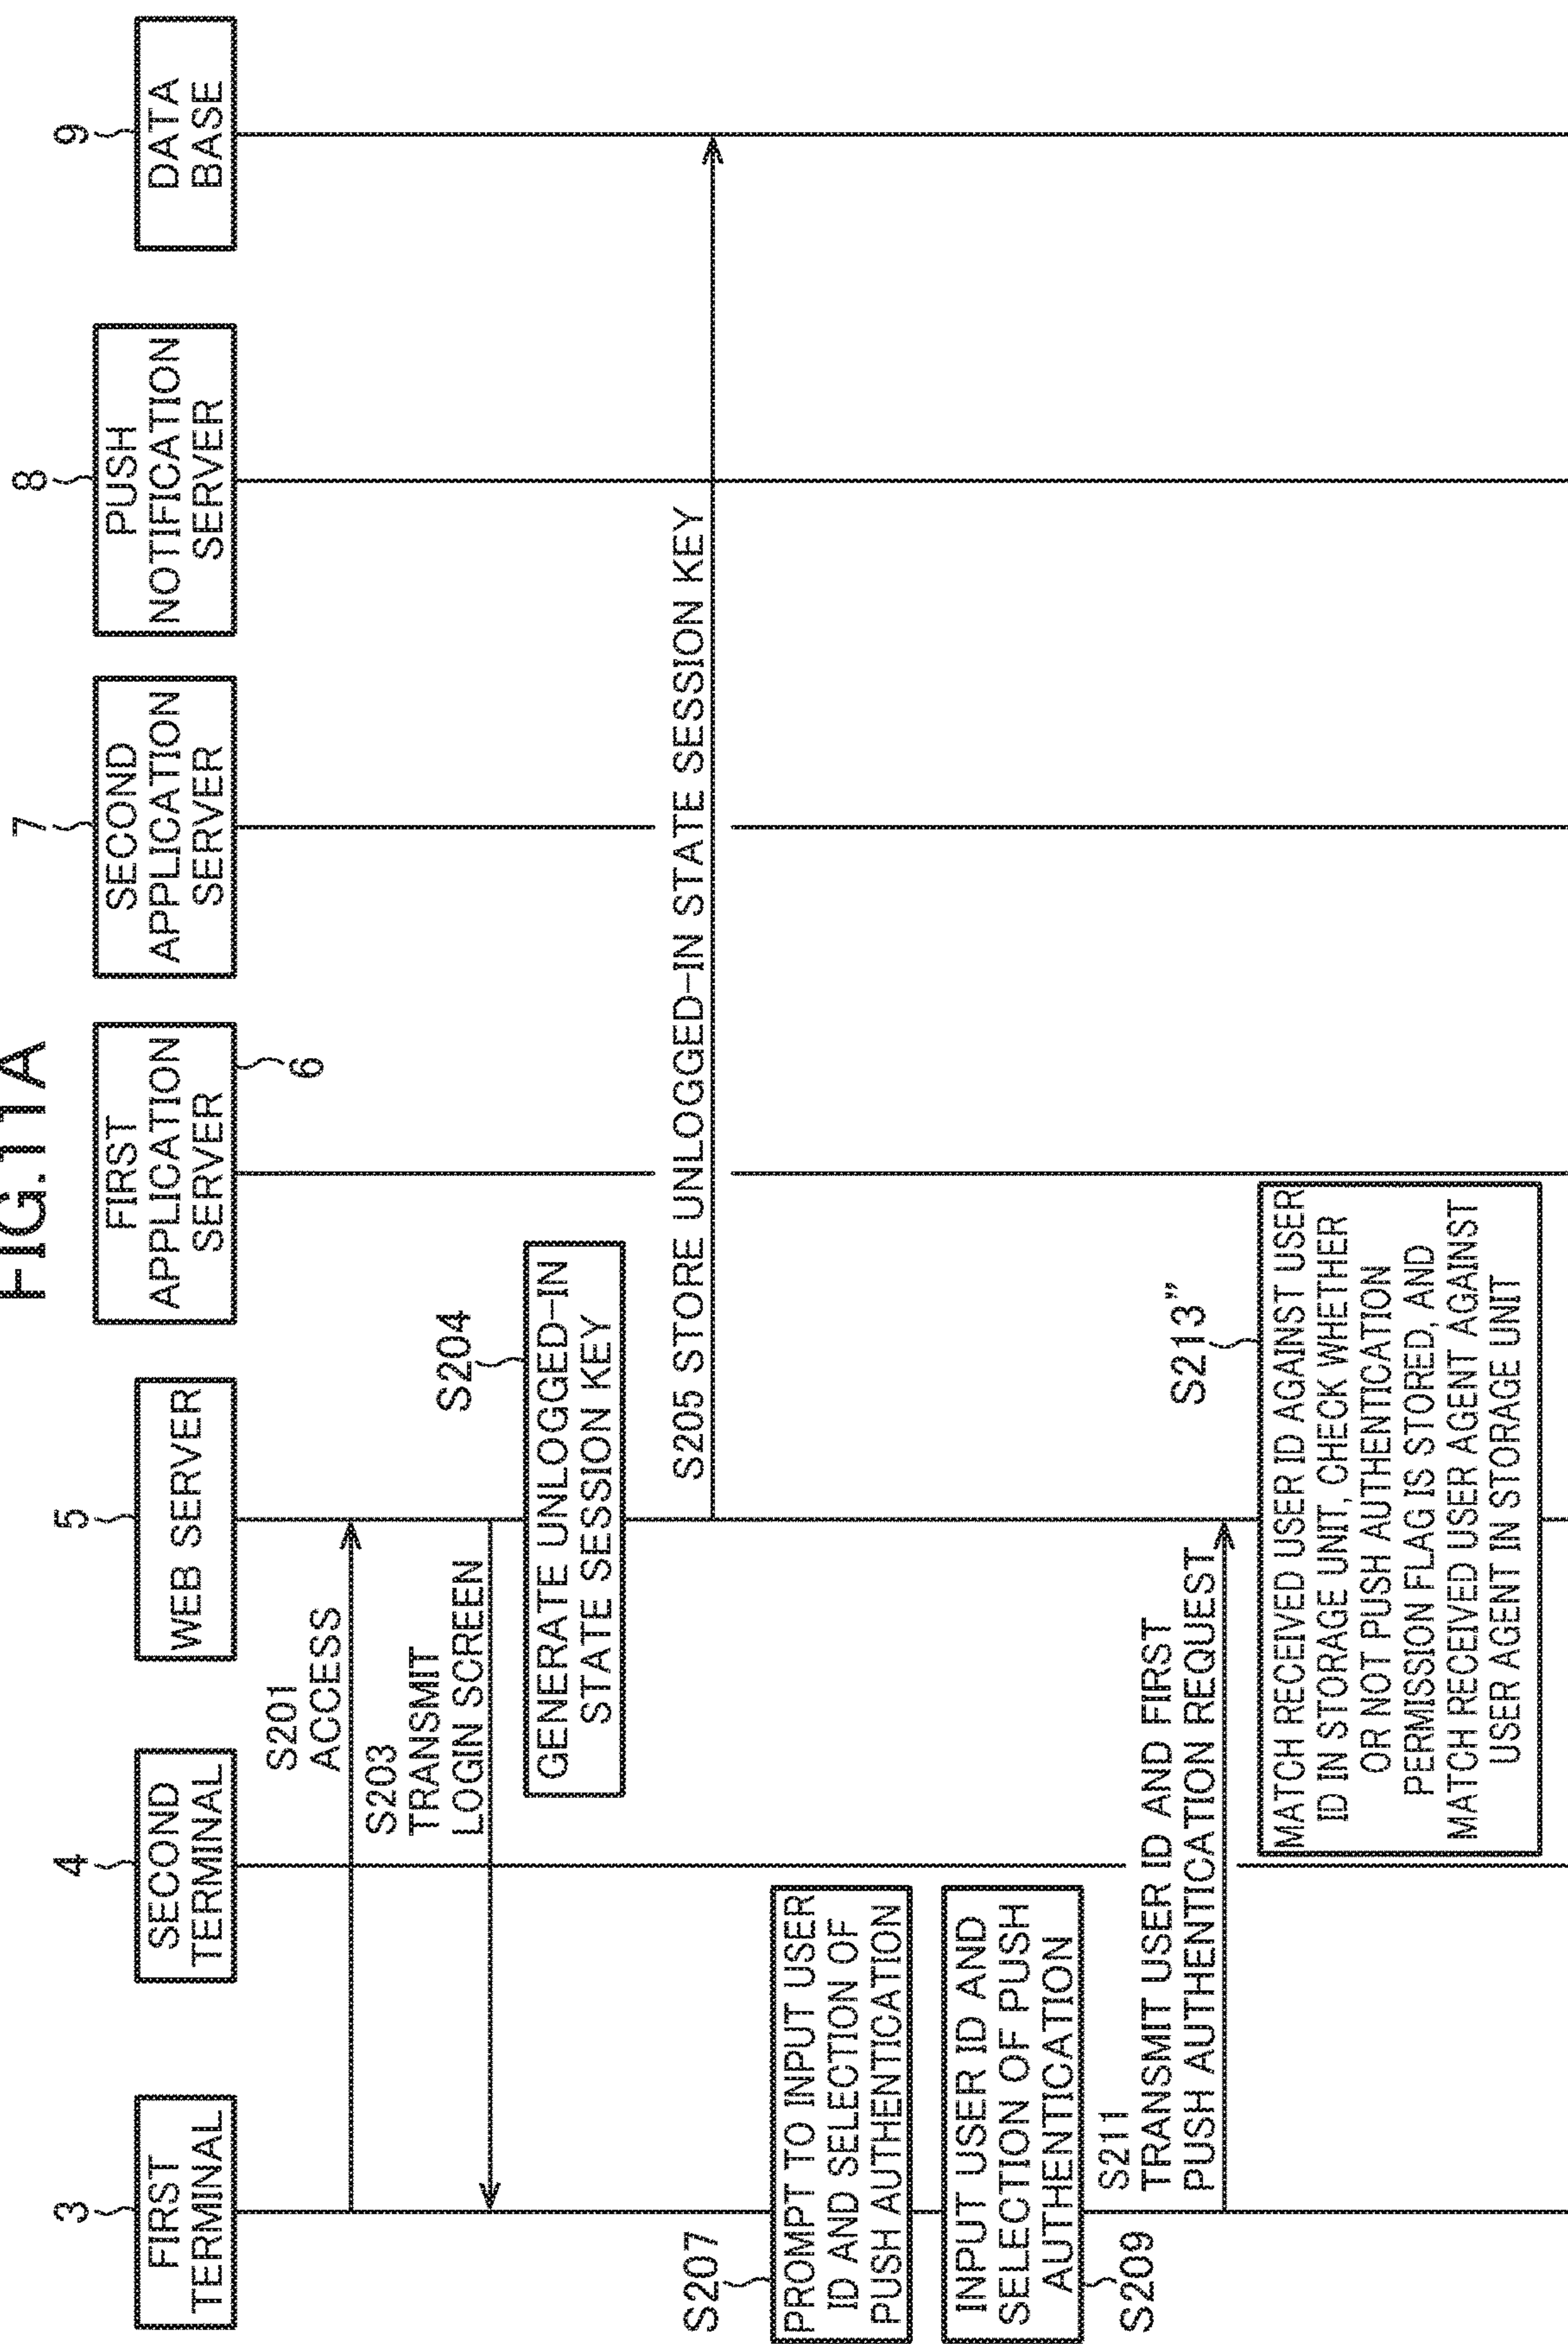 FIG.11A
3
FIRST
TERMINAL
4
SECOND
TERMINAL
5
WEB SERVER
FIRST
APPLICATION
SERVER
6
7
SECOND
APPLICATION
SERVER
8
PUSH
NOTIFICATION
SERVER
9
DATA
BASE
S201
ACCESS
S203
TRANSMIT
LOGIN SCREEN
S204
GENERATE UNLOGGED-IN
STATE SESSION KEY
S205 STORE UNLOGGED-IN STATE SESSION KEY
S207
PROMPT TO INPUT USER
ID AND SELECTION OF
PUSH AUTHENTICATION
INPUT USER ID AND
SELECTION OF PUSH
AUTHENTICATION
S209
S211
TRANSMIT USER ID AND FIRST
PUSH AUTHENTICATION REQUEST
S213"
MATCH RECEIVED USER ID AGAINST USER
ID IN STORAGE UNIT, CHECK WHETHER
OR NOT PUSH AUTHENTICATION
PERMISSION FLAG IS STORED, AND
MATCH RECEIVED USER AGENT AGAINST
USER AGENT IN STORAGE UNIT